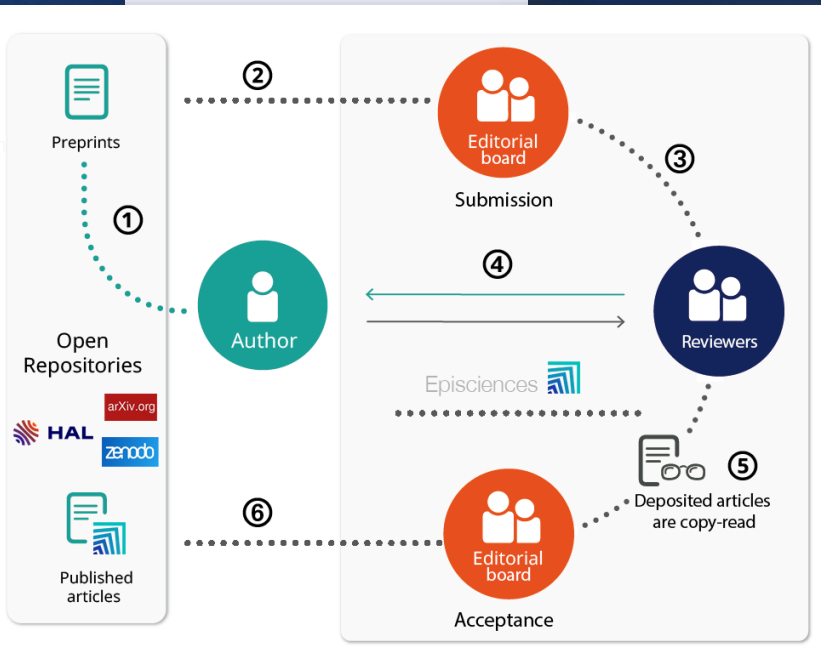 ②
Preprints
①
Author
Open
Repositories
arXiv.org
HAL
zenodo
⑥
Published
articles
Editorial
board
Submission
③
④
Reviewers
Episciences
⑤
Deposited articles
are copy-read
Editorial
board
Acceptance